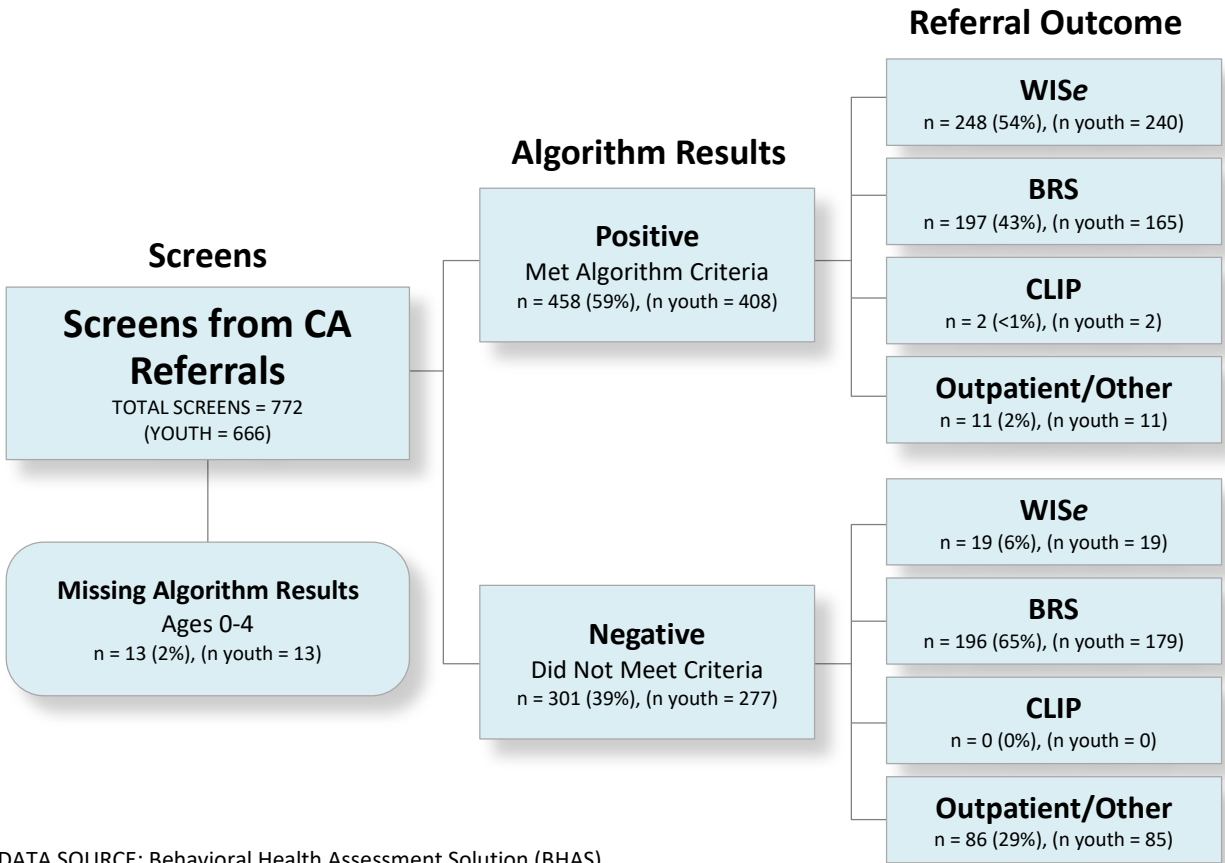 Referral Outcome
WISe
n = 248 (54%), (n youth = 240)
BRS
n = 197 (43%), (n youth = 165)
CLIP
n = 2 (<1%), (n youth = 2)
Outpatient/Other
n = 11 (2%), (n youth = 11)
Algorithm Results
Positive
Met Algorithm Criteria
n = 458 (59%), (n youth = 408)
Screens
Screens from CA
Referrals
TOTAL SCREENS = 772
(YOUTH = 666)
Missing Algorithm Results
Ages 0-4
n = 13 (2%), (n youth = 13)
Negative
Did Not Meet Criteria
n = 301 (39%), (n youth = 277)
WISe
n = 19 (6%), (n youth = 19)
BRS
n = 196 (65%), (n youth = 179)
CLIP
n = 0 (0%), (n youth = 0)
Outpatient/Other
n = 86 (29%), (n youth = 85)
DATA SOURCE: Behavioral Health Assessment Solution (BHAS)